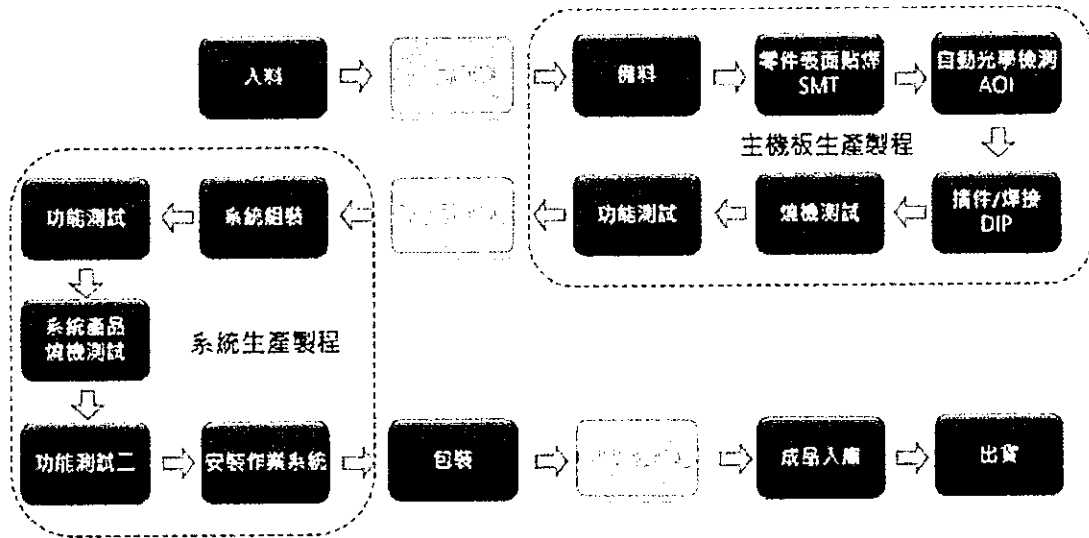 入料
備料
零件表面貼焊
SMT
自動光學檢測
AOI
主機板生產製程
功能測試
系統組裝
功能測試
燒機測試
插件/焊接
DIP
系統產品
燒機測試
系統生產製程
功能測試二
安裝作業系統
包裝
成品入庫
出貨